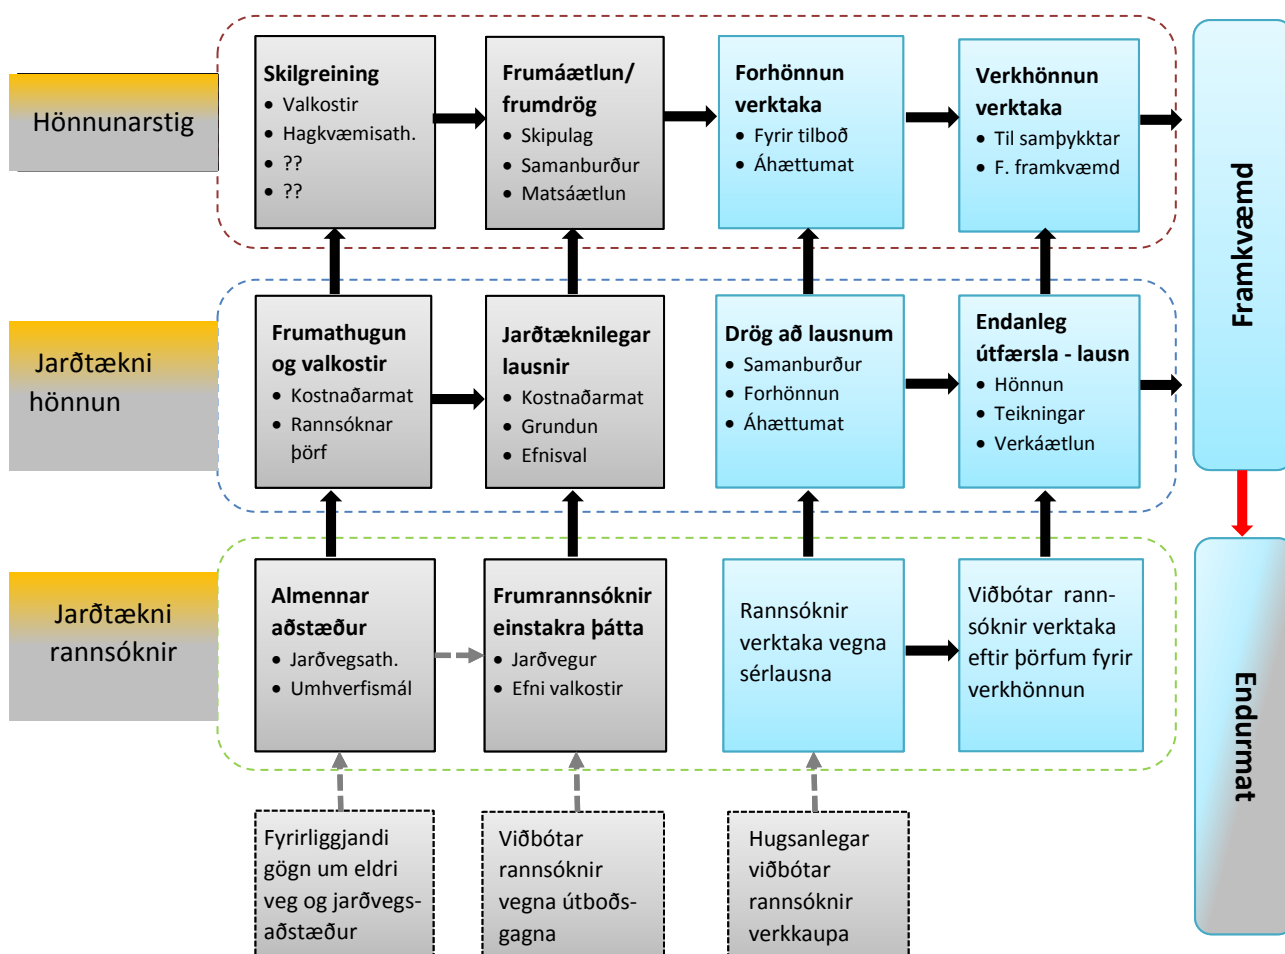 Hönnunarstig
Skilgreining
• Valkostir
• Hagkvæmisath.
• ??
• ??
Frumáætlun/
frumdrög
• Skipulag
• Samanburður
• Matsáætlun
Forhönnun
verktaka
• Fyrir tilboð
• Áhættumat
Verkhönnun
verktaka
• Til samþykktar
• F. framkvæmd
Framkvæmd
Jarðtækni
hönnun
Frumathugun
og valkostir
• Kostnaðarmat
• Rannsóknar
þörf
Jarðtæknilegar
lausnir
• Kostnaðarmat
• Grundun
• Efnisval
Drög að lausnum
• Samanburður
• Forhönnun
• Áhættumat
Endanleg
útfærsla - lausn
• Hönnun
• Teikningar
• Verkáætlun
Jarðtækni
rannsóknir
Almennar
aðstæður
• Jarðvegsath.
• Umhverfismál
Frumrannsóknir
einstakra þátta
• Jarðvegur
• Efni valkostir
Rannsóknir
verktaka vegna
sérlausna
Viðbótar rann-
sóknir verktaka
eftir þörfum fyrir
verkhönnun
Endurmat
Fyrirliggjandi
gögn um eldri
veg og jarðvegs-
aðstæður
Viðbótar
rannsóknir
vegna útboðs-
gagna
Hugsanlegar
viðbótar
rannsóknir
verkkaupa